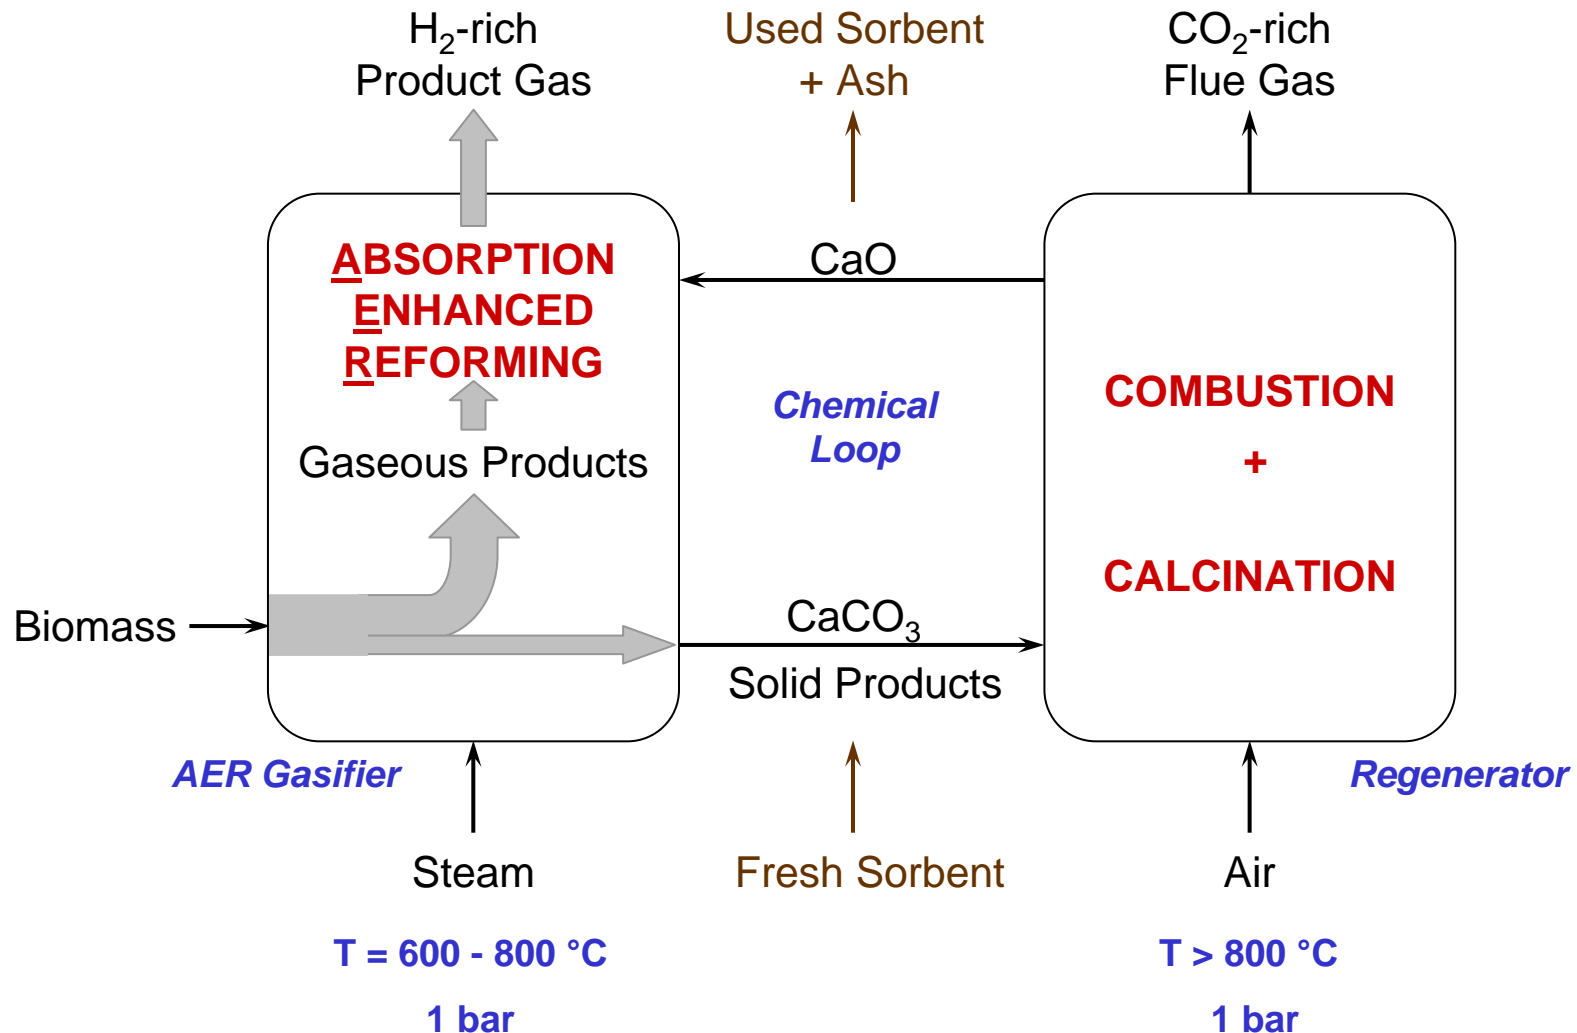 H₂-rich
Product Gas
Used Sorbent
+ Ash
CO₂-rich
Flue Gas
ABSORPTION
ENHANCED
REFORMING
CaO
Chemical
Loop
COMBUSTION
+
CALCINATION
Gaseous Products
Biomass
CaCO₃
Solid Products
AER Gasifier
Regenerator
Steam
Fresh Sorbent
Air
T = 600 - 800 °C
T > 800 °C
1 bar
1 bar